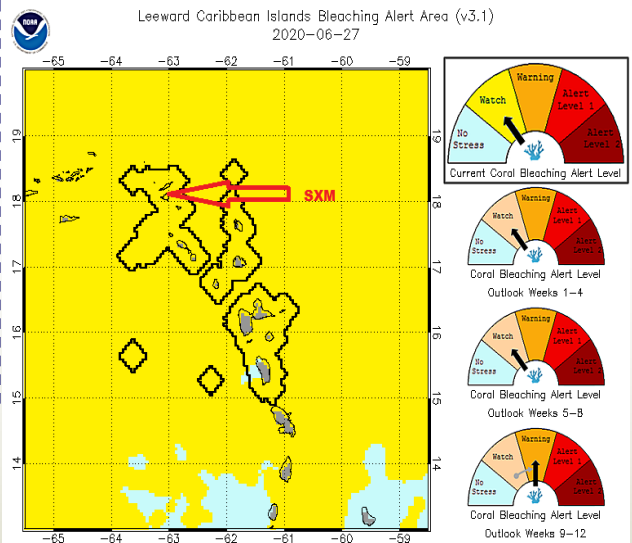 Leeward Caribbean Islands Bleaching Alert Area (v3.1)
2020-06-27
NOAA
-65 -64 -63 -62 -61 -60 -59
19 19
18 18
17 17
16 16
15 15
14 14
-65 -64 -63 -62 -61 -60 -59
SXM
No Stress
Watch
Warning
Alert Level 1
Alert Level 2
Current Coral Bleaching Alert Level
No Stress
Watch
Warning
Alert Level 1
Alert Level 2
Coral Bleaching Alert Level
Outlook Weeks 1-4
No Stress
Watch
Warning
Alert Level 1
Alert Level 2
Coral Bleaching Alert Level
Outlook Weeks 5-8
No Stress
Watch
Warning
Alert Level 1
Alert Level 2
Coral Bleaching Alert Level
Outlook Weeks 9-12